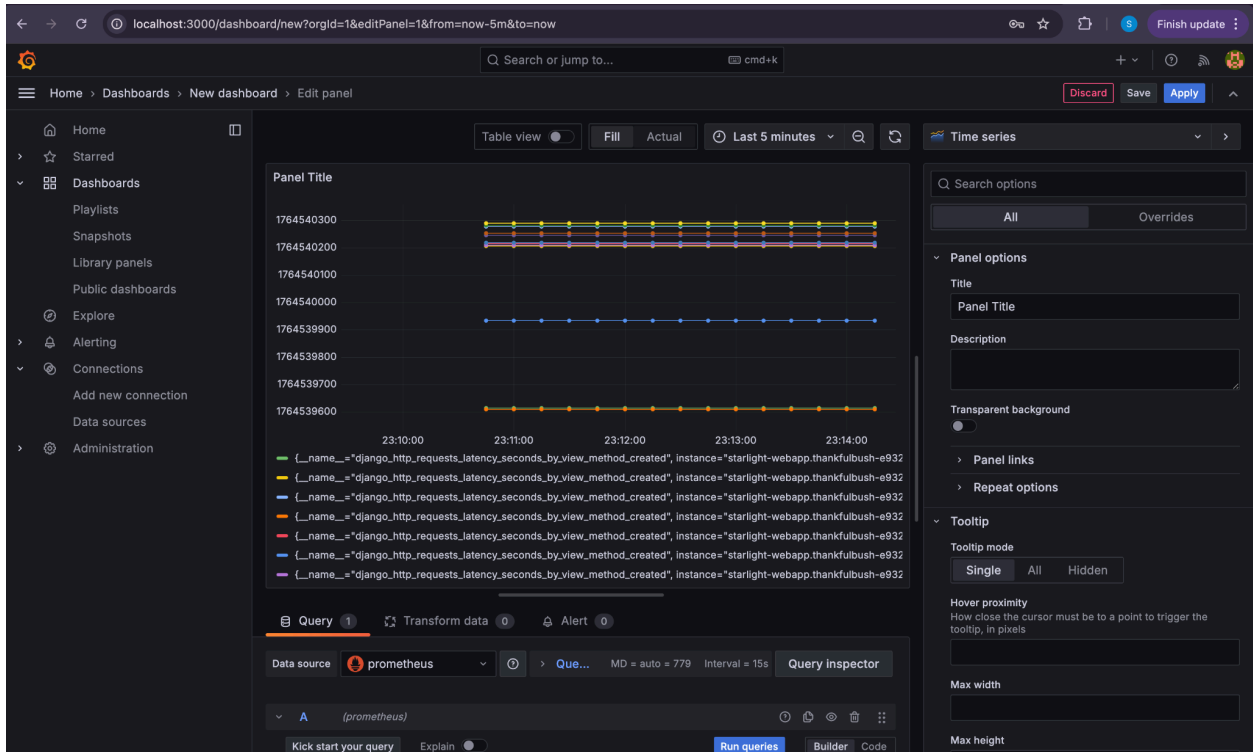 localhost:3000/dashboard/new?orgId=1&editPanel=1&from=now-5m&to=now
S
Finish update
Search or jump to...
cmd+k
Home > Dashboards > New dashboard > Edit panel
Discard
Save
Apply
Home
Starred
Dashboards
Playlists
Snapshots
Library panels
Public dashboards
Explore
Alerting
Connections
Add new connection
Data sources
Administration
Table view
Fill
Actual
Last 5 minutes
Panel Title
1764540300
1764540200
1764540100
1764540000
1764539900
1764539800
1764539700
1764539600
23:10:00 23:11:00 23:12:00 23:13:00 23:14:00
{__name__="django_http_requests_latency_seconds_by_view_method_created", instance="starlight-webapp.thankfulbush-e932
{__name__="django_http_requests_latency_seconds_by_view_method_created", instance="starlight-webapp.thankfulbush-e932
{__name__="django_http_requests_latency_seconds_by_view_method_created", instance="starlight-webapp.thankfulbush-e932
{__name__="django_http_requests_latency_seconds_by_view_method_created", instance="starlight-webapp.thankfulbush-e932
{__name__="django_http_requests_latency_seconds_by_view_method_created", instance="starlight-webapp.thankfulbush-e932
{__name__="django_http_requests_latency_seconds_by_view_method_created", instance="starlight-webapp.thankfulbush-e932
{__name__="django_http_requests_latency_seconds_by_view_method_created", instance="starlight-webapp.thankfulbush-e932
Query 1
Transform data 0
Alert 0
Data source
prometheus
> Que...
MD = auto = 779
Interval = 15s
Query inspector
A (prometheus)
Kick start your query
Explain
Run queries
Builder
Code
Time series
Search options
All
Overrides
Panel options
Title
Panel Title
Description
Transparent background
Panel links
Repeat options
Tooltip
Tooltip mode
Single
All
Hidden
Hover proximity
How close the cursor must be to a point to trigger the
tooltip, in pixels
Max width
Max height